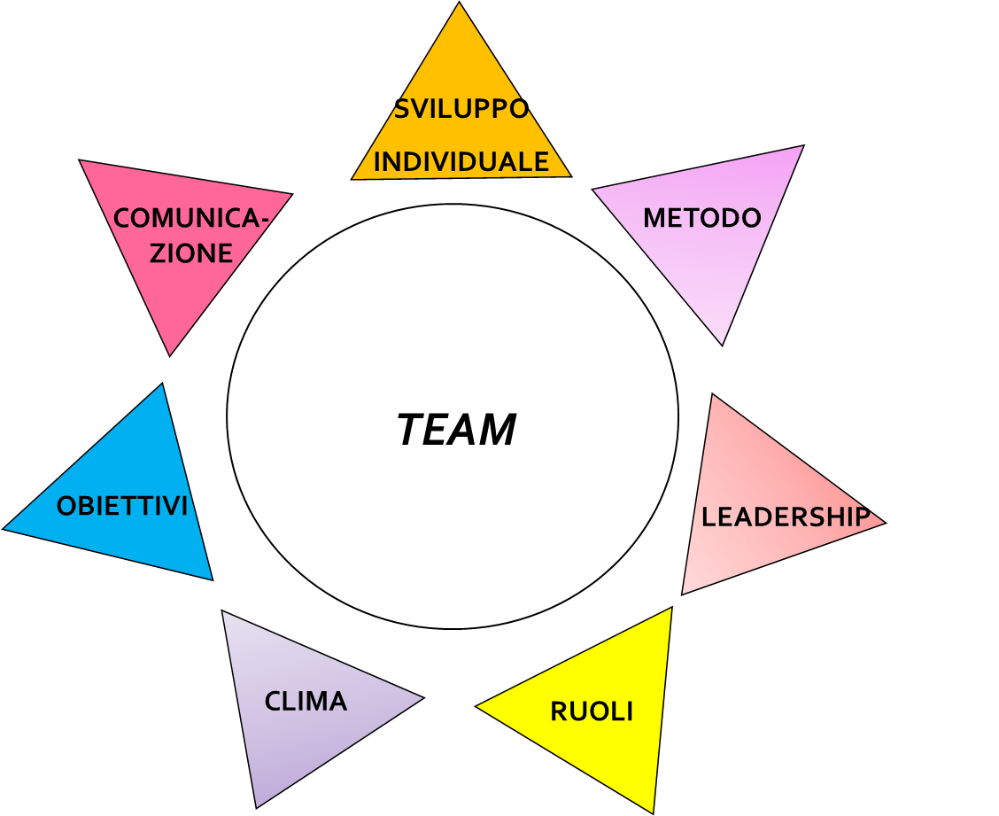 SVILUPPO
INDIVIDUALE
COMUNICA-
ZIONE
METODO
TEAM
OBIETTIVI
LEADERSHIP
CLIMA
RUOLI